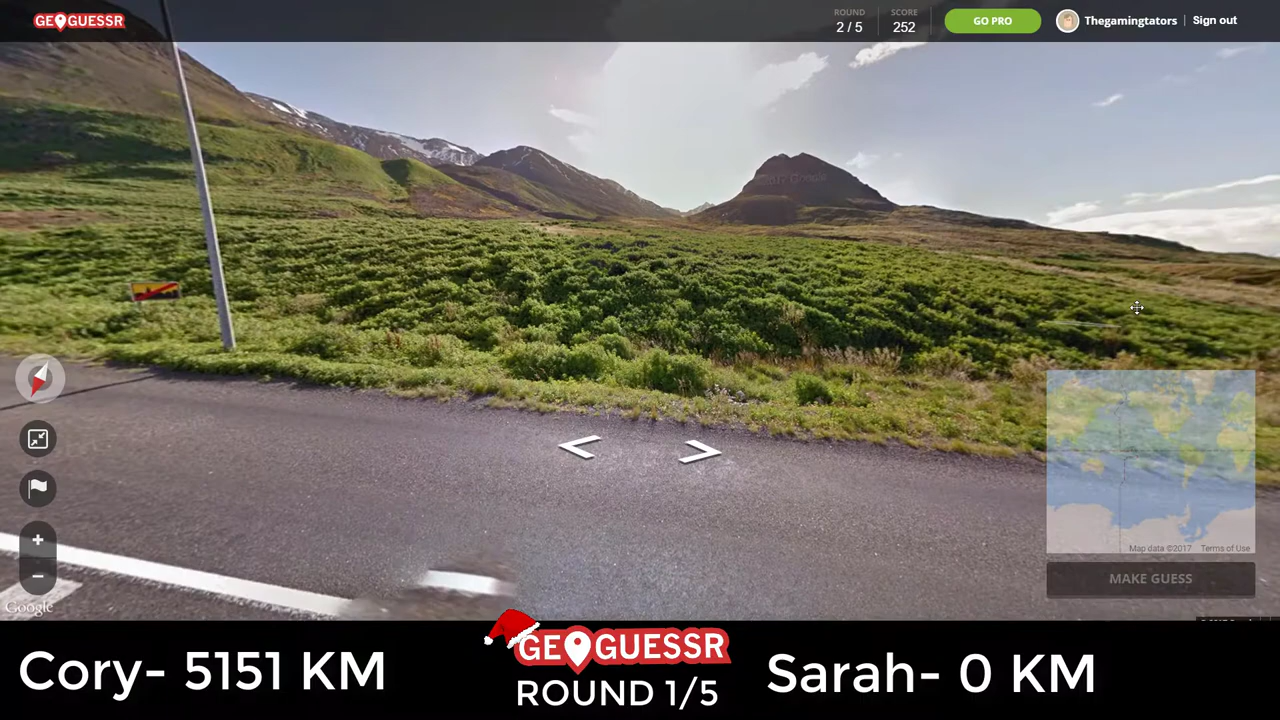 GEOGUESSR
ROUND
2 / 5
SCORE
252
GO PRO
Thegamingtators
Sign out
Map data ©2017
Terms of Use
MAKE GUESS
Google
Cory- 5151 KM
GEOGUESSR
ROUND 1/5
Sarah- 0 KM